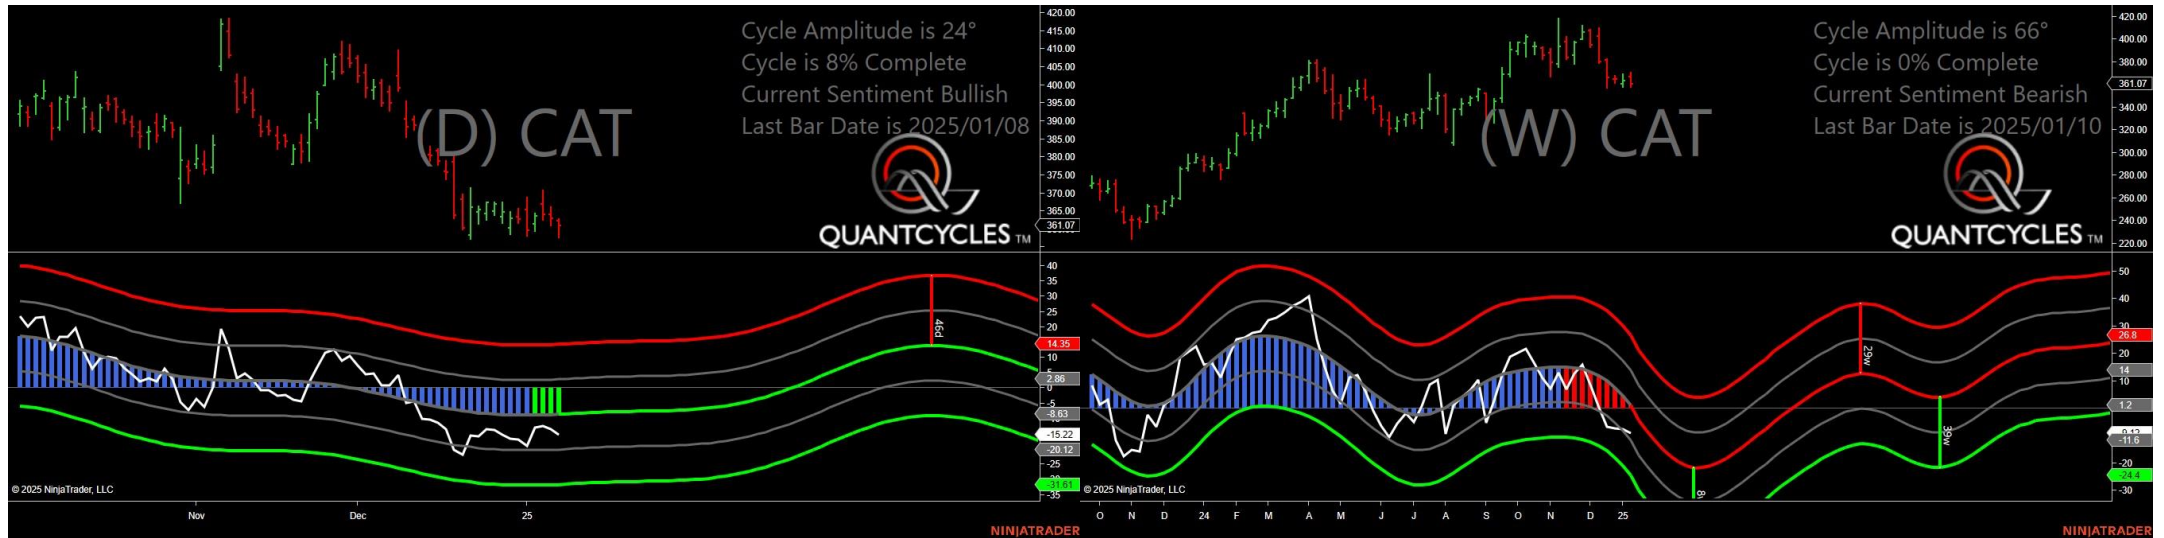 Cycle Amplitude is 24°
Cycle is 8% Complete
Current Sentiment Bullish
Last Bar Date is 2025/01/08
(D) CAT
QUANTCYCLES TM
420.00
415.00
410.00
405.00
400.00
395.00
390.00
385.00
380.00
375.00
370.00
365.00
361.07
40
35
30
25
20
14.35
10
5
2.86
0
-5
-8.63
-15.22
-20.12
-25
-31.61
-35
46d
© 2025 NinjaTrader, LLC
Nov
Dec
25
NINJATRADER
Cycle Amplitude is 66°
Cycle is 0% Complete
Current Sentiment Bearish
Last Bar Date is 2025/01/10
(W) CAT
QUANTCYCLES TM
420.00
400.00
380.00
361.07
340.00
320.00
300.00
280.00
260.00
240.00
220.00
50
40
30
26.8
20
14
10
1.2
-11.6
-20
-24.4
-30
29w
39w
© 2025 NinjaTrader, LLC
O N D 24 F M A M J J A S O N D 25
NINJATRADER